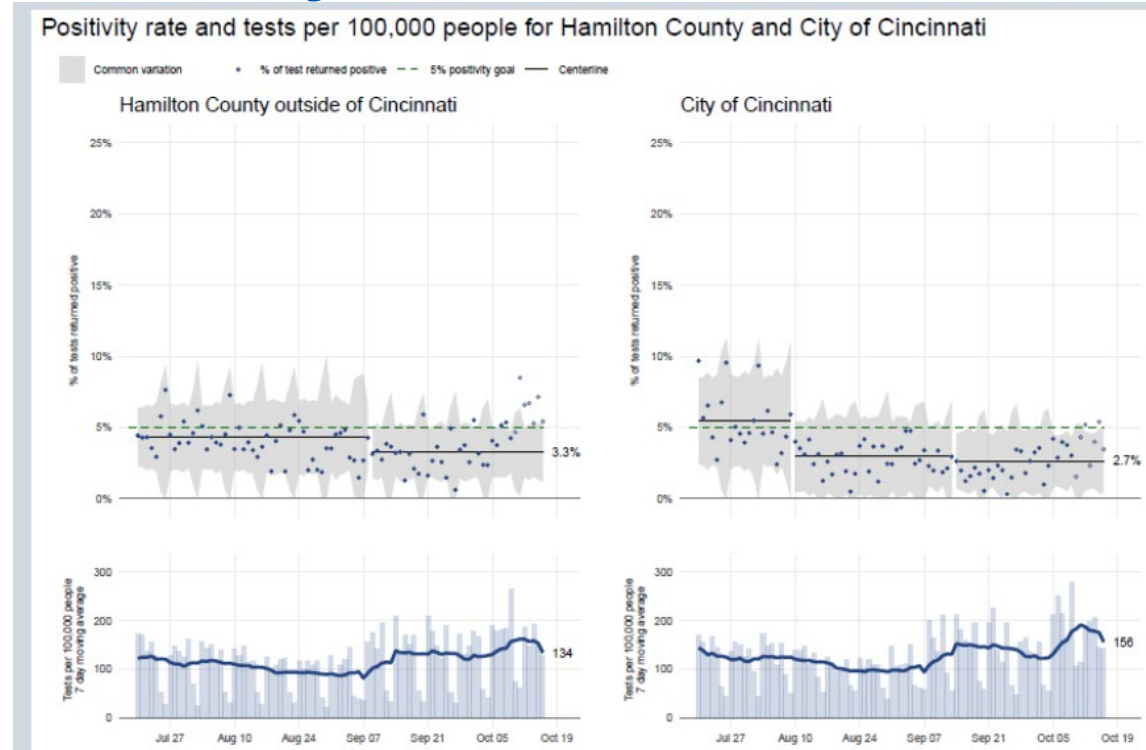 Positivity rate and tests per 100,000 people for Hamilton County and City of Cincinnati
Common variation % of test returned positive 5% positivity goal Centerline
Hamilton County outside of Cincinnati
% of tests returned positive
25%
20%
15%
10%
5%
0%
3.3%
Tests per 100,000 people
7 day moving average
300
200
100
0
134
Jul 27 Aug 10 Aug 24 Sep 07 Sep 21 Oct 05 Oct 19
City of Cincinnati
% of tests returned positive
25%
20%
15%
10%
5%
0%
2.7%
Tests per 100,000 people
7 day moving average
300
200
100
0
156
Jul 27 Aug 10 Aug 24 Sep 07 Sep 21 Oct 05 Oct 19